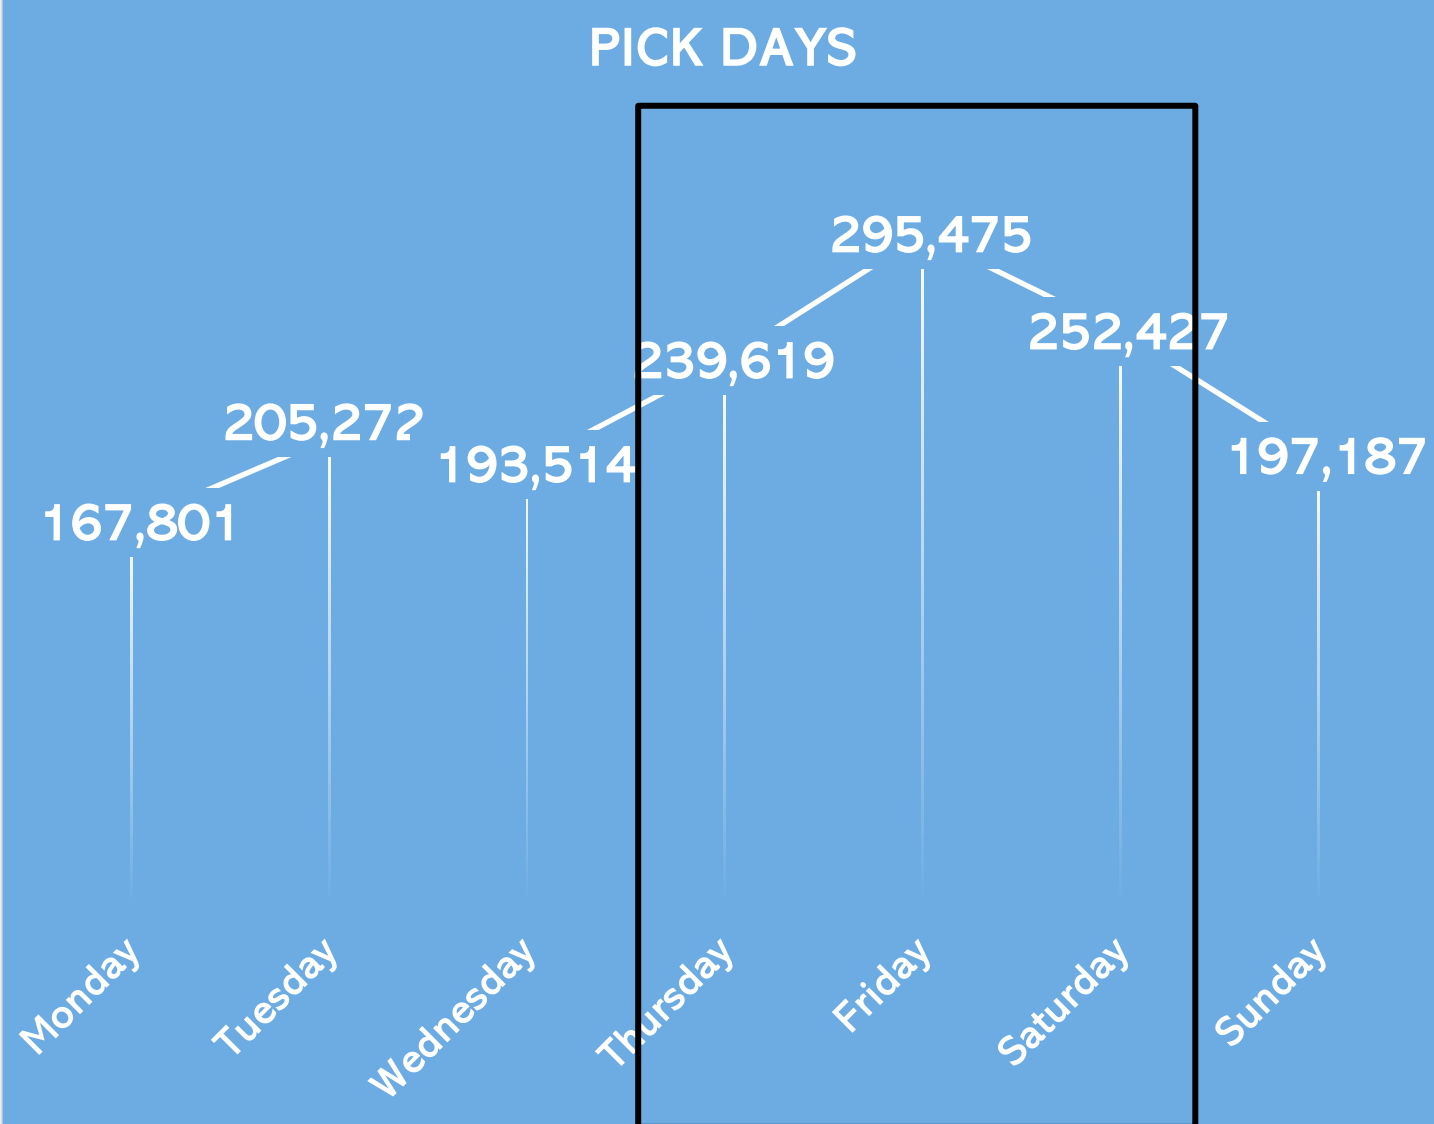 PICK DAYS
295,475
252,427
239,619
205,272
193,514
197,187
167,801
Monday
Tuesday
Wednesday
Thursday
Friday
Saturday
Sunday